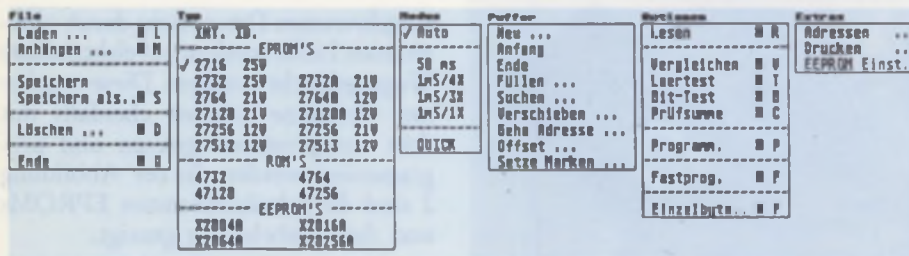 File
Laden ... L
Anhängen ... M
Speichern
Speichern als.. S
Löschen ... D
Ende
Typ
INT. ID.
EPROM'S
✓ 2716 25V
2732 25V 2732A 21V
2764 21V 2764A 12V
27128 21V 27128A 12V
27256 12V 27256 21V
27512 12V 27513 12V
ROM'S
4732 4764
47128 47256
EEPROM'S
X2804A X2816A
X2864A X28256A
Modus
✓ Auto
50 ms
1mS/4X
1mS/3X
1mS/1X
QUICK
Puffer
Neu ...
Anfang
Ende
Füllen ...
Suchen ...
Verschieben ...
Gehe Adresse ...
Offset ...
Setze Marken ...
Funktionen
Lesen R
Vergleichen V
Leertest T
Bit-Test B
Prüfsumme C
Programm. P
Fastprog. F
Einzelbyte..
Extras
Adressen ..
Drucken ..
EEPROM Einst.